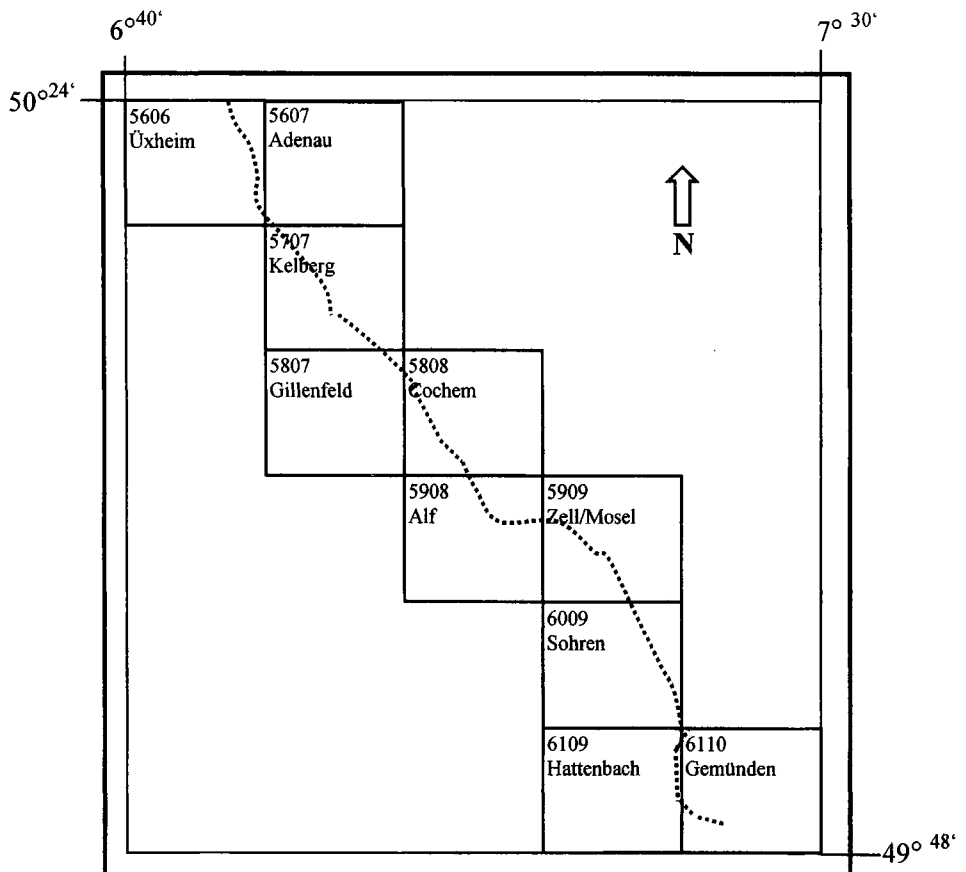 6°40‘
7° 30‘
50°24‘
5606
Üxheim
5607
Adenau
N
5707
Kelberg
5807
Gillenfeld
5808
Cochem
5908
Alf
5909
Zell/Mosel
6009
Sohren
6109
Hattenbach
6110
Gemünden
49° 48‘